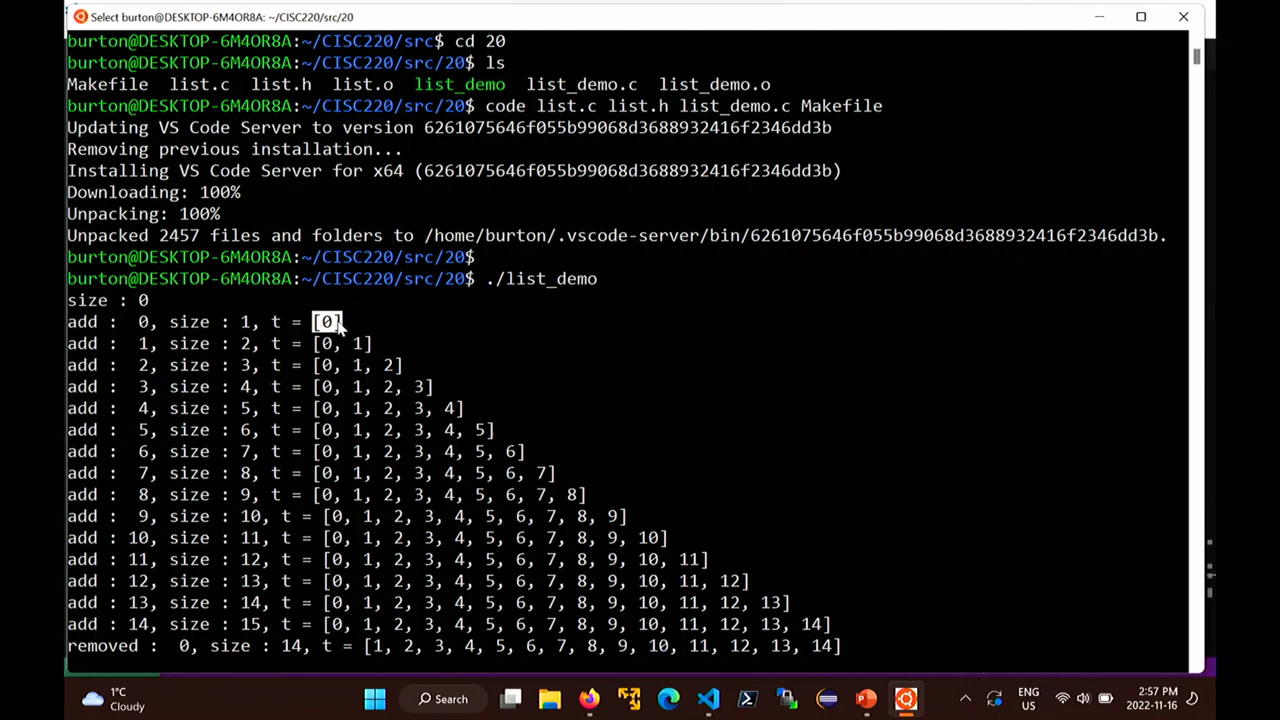 Select burton@DESKTOP-6M4OR8A: ~/CISC220/src/20
burton@DESKTOP-6M4OR8A:~/CISC220/src$ cd 20
burton@DESKTOP-6M4OR8A:~/CISC220/src/20$ ls
Makefile list.c list.h list.o list_demo list_demo.c list_demo.o
burton@DESKTOP-6M4OR8A:~/CISC220/src/20$ code list.c list.h list_demo.c Makefile
Updating VS Code Server to version 6261075646f055b99068d3688932416f2346dd3b
Removing previous installation...
Installing VS Code Server for x64 (6261075646f055b99068d3688932416f2346dd3b)
Downloading: 100%
Unpacking: 100%
Unpacked 2457 files and folders to /home/burton/.vscode-server/bin/6261075646f055b99068d3688932416f2346dd3b.
burton@DESKTOP-6M4OR8A:~/CISC220/src/20$
burton@DESKTOP-6M4OR8A:~/CISC220/src/20$ ./list_demo
size : 0
add :  0, size : 1, t = [0]
add :  1, size : 2, t = [0, 1]
add :  2, size : 3, t = [0, 1, 2]
add :  3, size : 4, t = [0, 1, 2, 3]
add :  4, size : 5, t = [0, 1, 2, 3, 4]
add :  5, size : 6, t = [0, 1, 2, 3, 4, 5]
add :  6, size : 7, t = [0, 1, 2, 3, 4, 5, 6]
add :  7, size : 8, t = [0, 1, 2, 3, 4, 5, 6, 7]
add :  8, size : 9, t = [0, 1, 2, 3, 4, 5, 6, 7, 8]
add :  9, size : 10, t = [0, 1, 2, 3, 4, 5, 6, 7, 8, 9]
add : 10, size : 11, t = [0, 1, 2, 3, 4, 5, 6, 7, 8, 9, 10]
add : 11, size : 12, t = [0, 1, 2, 3, 4, 5, 6, 7, 8, 9, 10, 11]
add : 12, size : 13, t = [0, 1, 2, 3, 4, 5, 6, 7, 8, 9, 10, 11, 12]
add : 13, size : 14, t = [0, 1, 2, 3, 4, 5, 6, 7, 8, 9, 10, 11, 12, 13]
add : 14, size : 15, t = [0, 1, 2, 3, 4, 5, 6, 7, 8, 9, 10, 11, 12, 13, 14]
removed :  0, size : 14, t = [1, 2, 3, 4, 5, 6, 7, 8, 9, 10, 11, 12, 13, 14]
1°C
Cloudy
Search
ENG
US
2:57 PM
2022-11-16